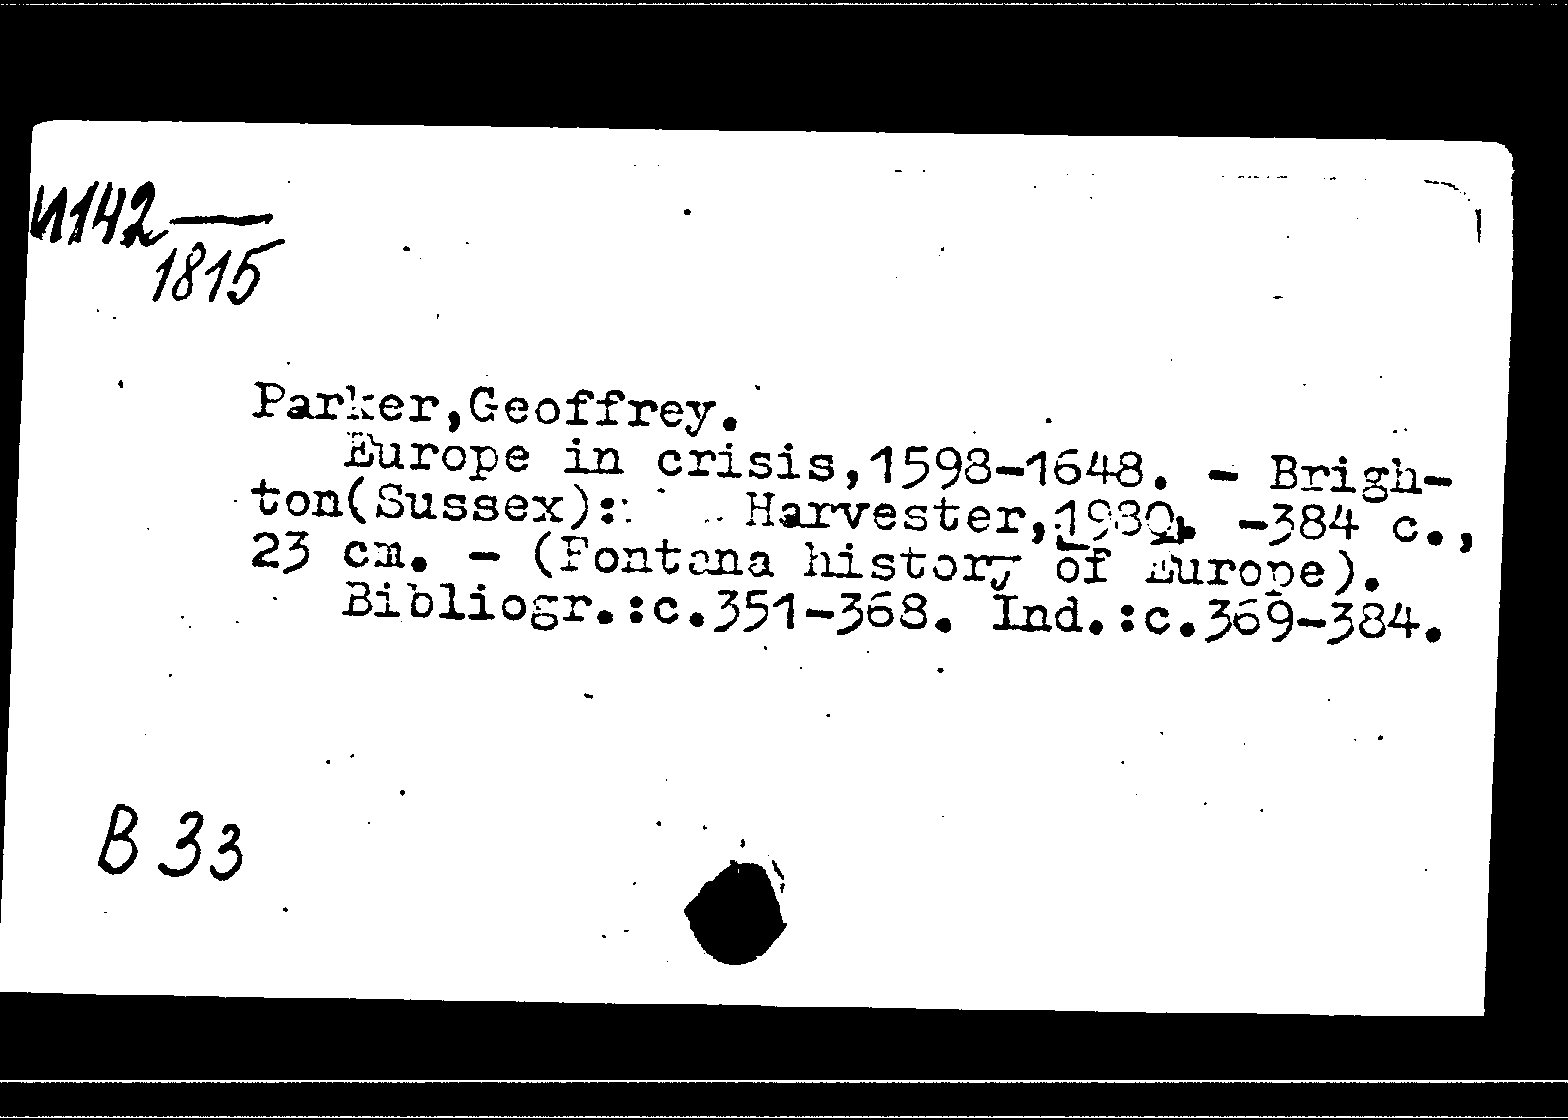 И142 —
1815
Parker,Geoffrey.
Europe in crisis,1598-1648. - Brigh-
ton(Sussex): Harvester,1980. -384 c.,
23 cm. - (Fontana history of Europe).
Bibliogr.:c.351-368. Ind.:c.369-384.
B 33